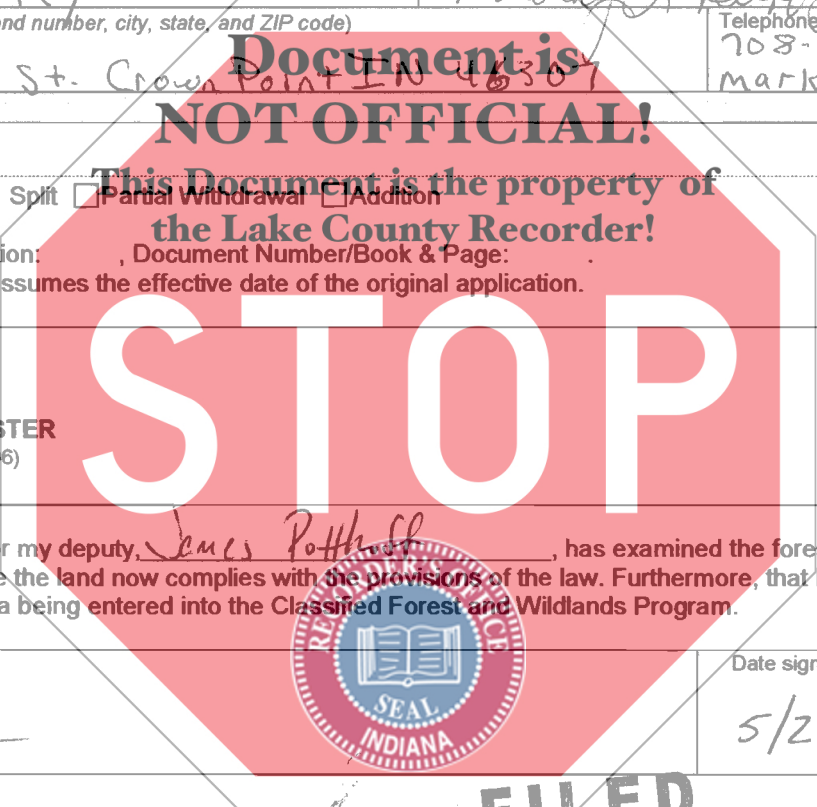 nd number, city, state, and ZIP code)
Telephone
708-
St. Crown Point IN 46307
mark
Document is
NOT OFFICIAL!
This Document is the property of
the Lake County Recorder!
Split Partial Withdrawal Addition
ion: , Document Number/Book & Page: .
ssumes the effective date of the original application.
STOP
STER
6)
r my deputy, James Potthoff, has examined the fore
e the land now complies with the provisions of the law. Furthermore, that
a being entered into the Classified Forest and Wildlands Program.
RECORDER'S OFFICE
SEAL
INDIANA
Date sign
5/2
FILED